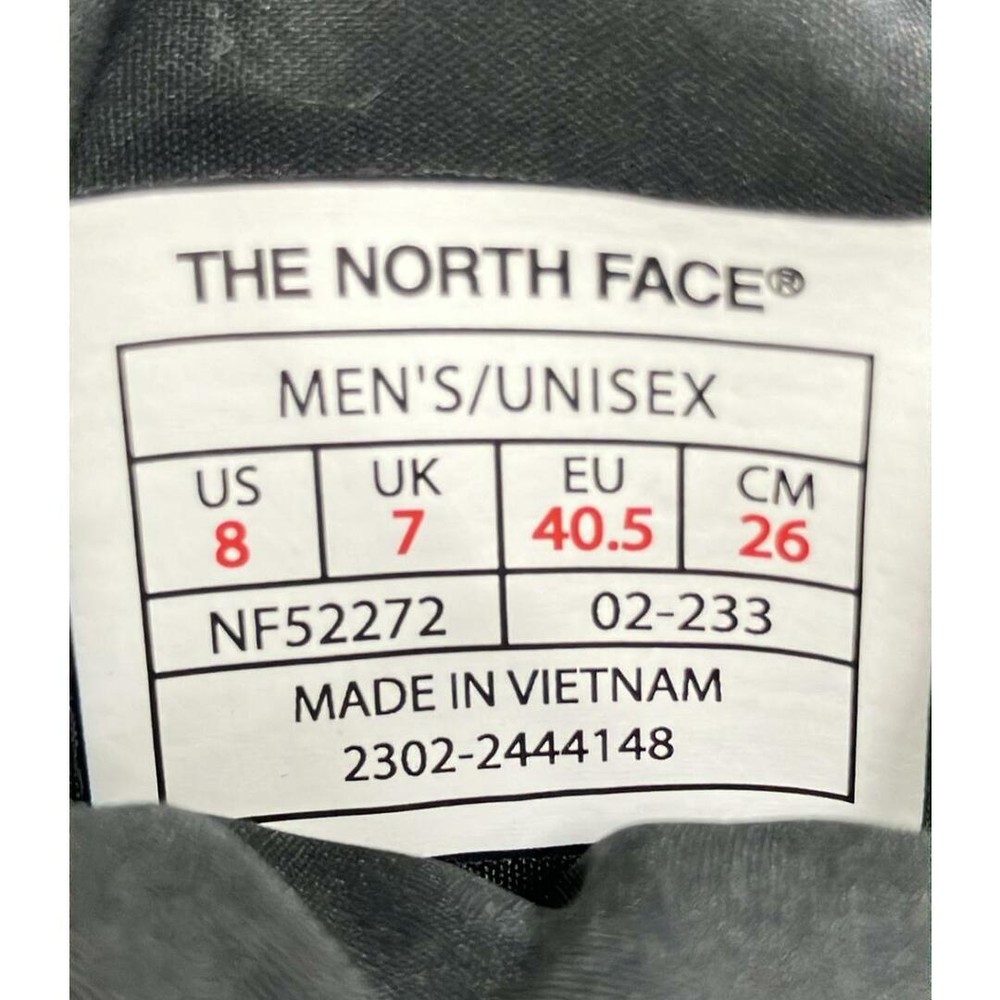 THE NORTH FACE®
MEN'S/UNISEX
US UK EU CM
8 7 40.5 26
NF52272 02-233
MADE IN VIETNAM
2302-2444148